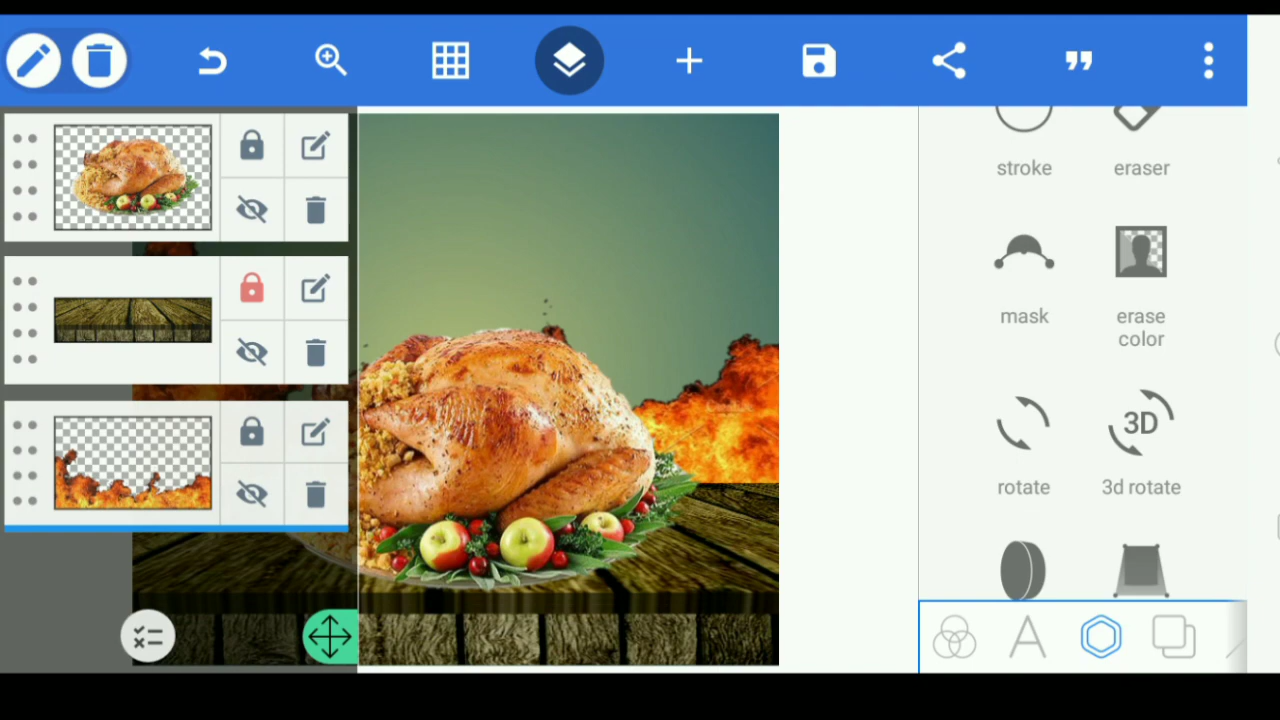 stroke
eraser
mask
erase
color
3D
rotate
3d rotate
A